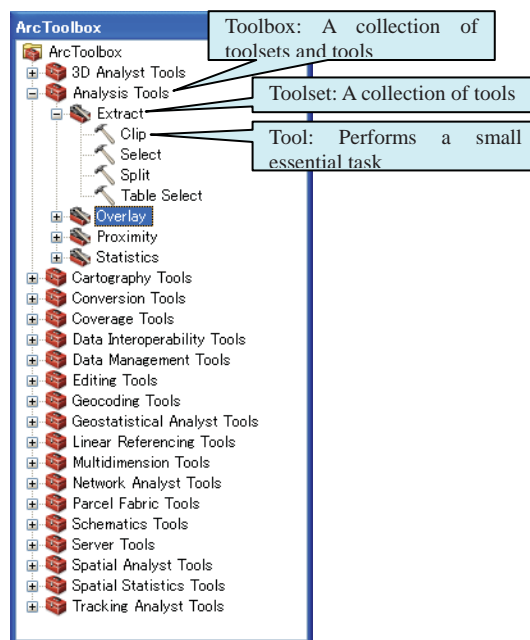 ArcToolbox
Toolbox: A collection of
toolsets and tools
ArcToolbox
3D Analyst Tools
Analysis Tools
Toolset: A collection of tools
Extract
Clip
Tool: Performs a small
essential task
Select
Split
Table Select
Overlay
Proximity
Statistics
Cartography Tools
Conversion Tools
Coverage Tools
Data Interoperability Tools
Data Management Tools
Editing Tools
Geocoding Tools
Geostatistical Analyst Tools
Linear Referencing Tools
Multidimension Tools
Network Analyst Tools
Parcel Fabric Tools
Schematics Tools
Server Tools
Spatial Analyst Tools
Spatial Statistics Tools
Tracking Analyst Tools